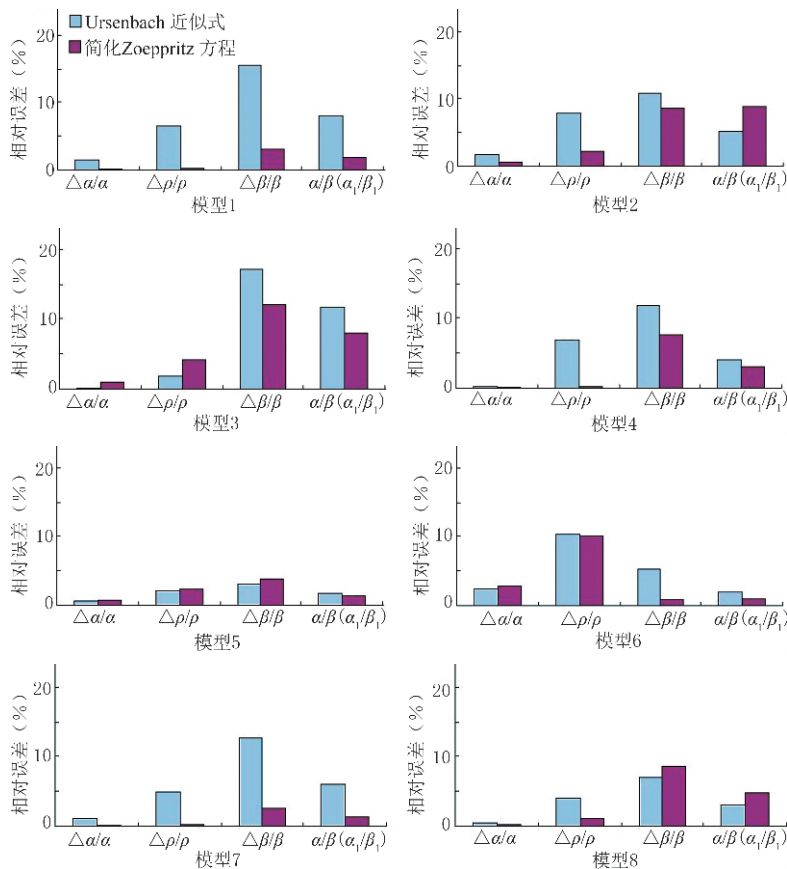 Ursenbach 近似式
简化Zoeppritz 方程
相对误差（%）
20
10
0
△α/α △ρ/ρ △β/β α/β(α₁/β₁)
模型1
相对误差（%）
20
10
0
△α/α △ρ/ρ △β/β α/β(α₁/β₁)
模型2
相对误差（%）
20
10
0
△α/α △ρ/ρ △β/β α/β(α₁/β₁)
模型3
相对误差（%）
20
10
0
△α/α △ρ/ρ △β/β α/β(α₁/β₁)
模型4
相对误差（%）
20
10
0
△α/α △ρ/ρ △β/β α/β(α₁/β₁)
模型5
相对误差（%）
20
10
0
△α/α △ρ/ρ △β/β α/β(α₁/β₁)
模型6
相对误差（%）
20
10
0
△α/α △ρ/ρ △β/β α/β(α₁/β₁)
模型7
相对误差（%）
20
10
0
△α/α △ρ/ρ △β/β α/β(α₁/β₁)
模型8